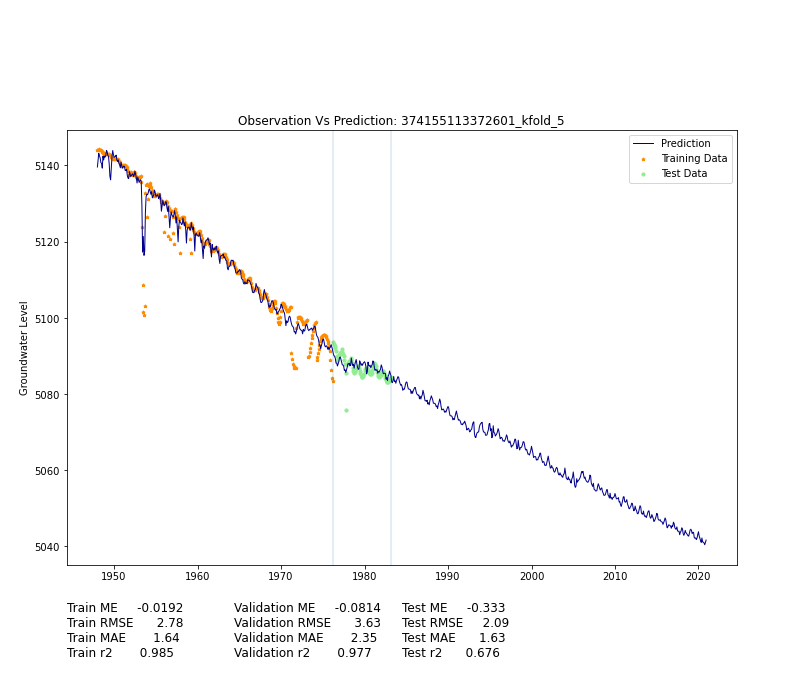 Observation Vs Prediction: 374155113372601_kfold_5
Prediction
Training Data
Test Data
Groundwater Level
5140
5120
5100
5080
5060
5040
1950 1960 1970 1980 1990 2000 2010 2020
Train ME -0.0192 Validation ME -0.0814 Test ME -0.333
Train RMSE 2.78 Validation RMSE 3.63 Test RMSE 2.09
Train MAE 1.64 Validation MAE 2.35 Test MAE 1.63
Train r2 0.985 Validation r2 0.977 Test r2 0.676